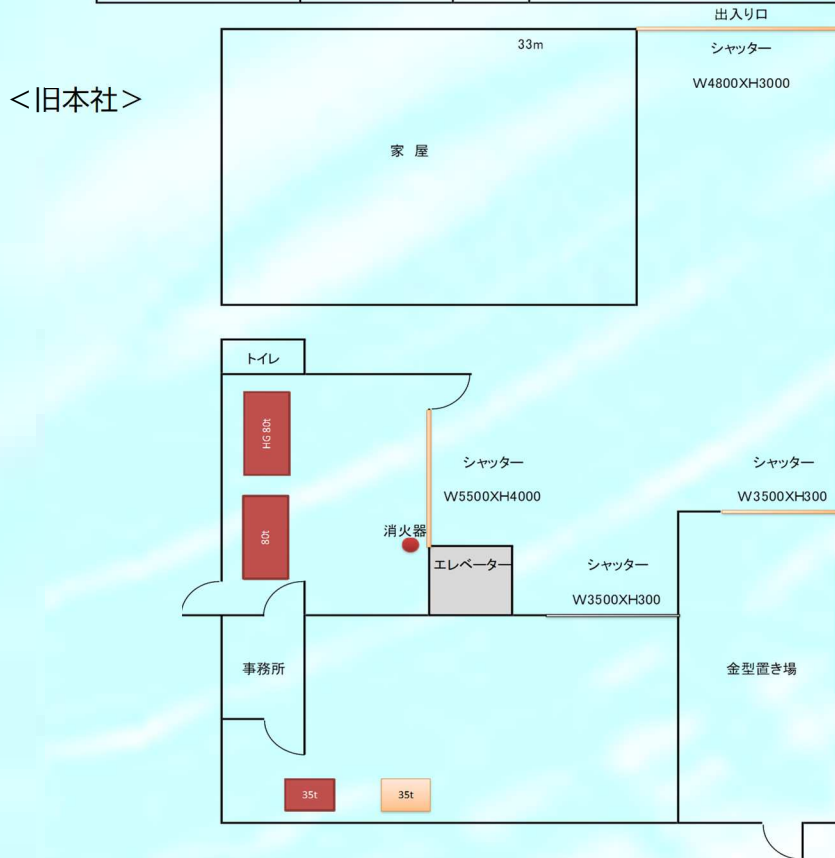 出入り口
33m
シャッター
W4800XH3000
＜旧本社＞
家 屋
トイレ
HG 80t
シャッター
W5500XH4000
シャッター
W3500XH300
80t
消火器
エレベーター
シャッター
W3500XH300
事務所
金型置き場
35t
35t